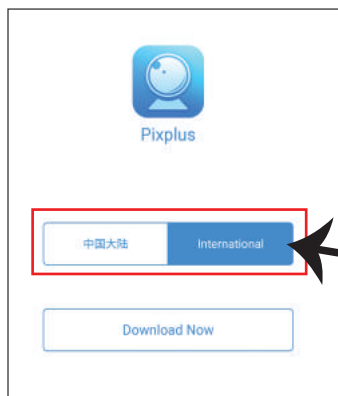 Pixplus
中国大陆 International
Download Now